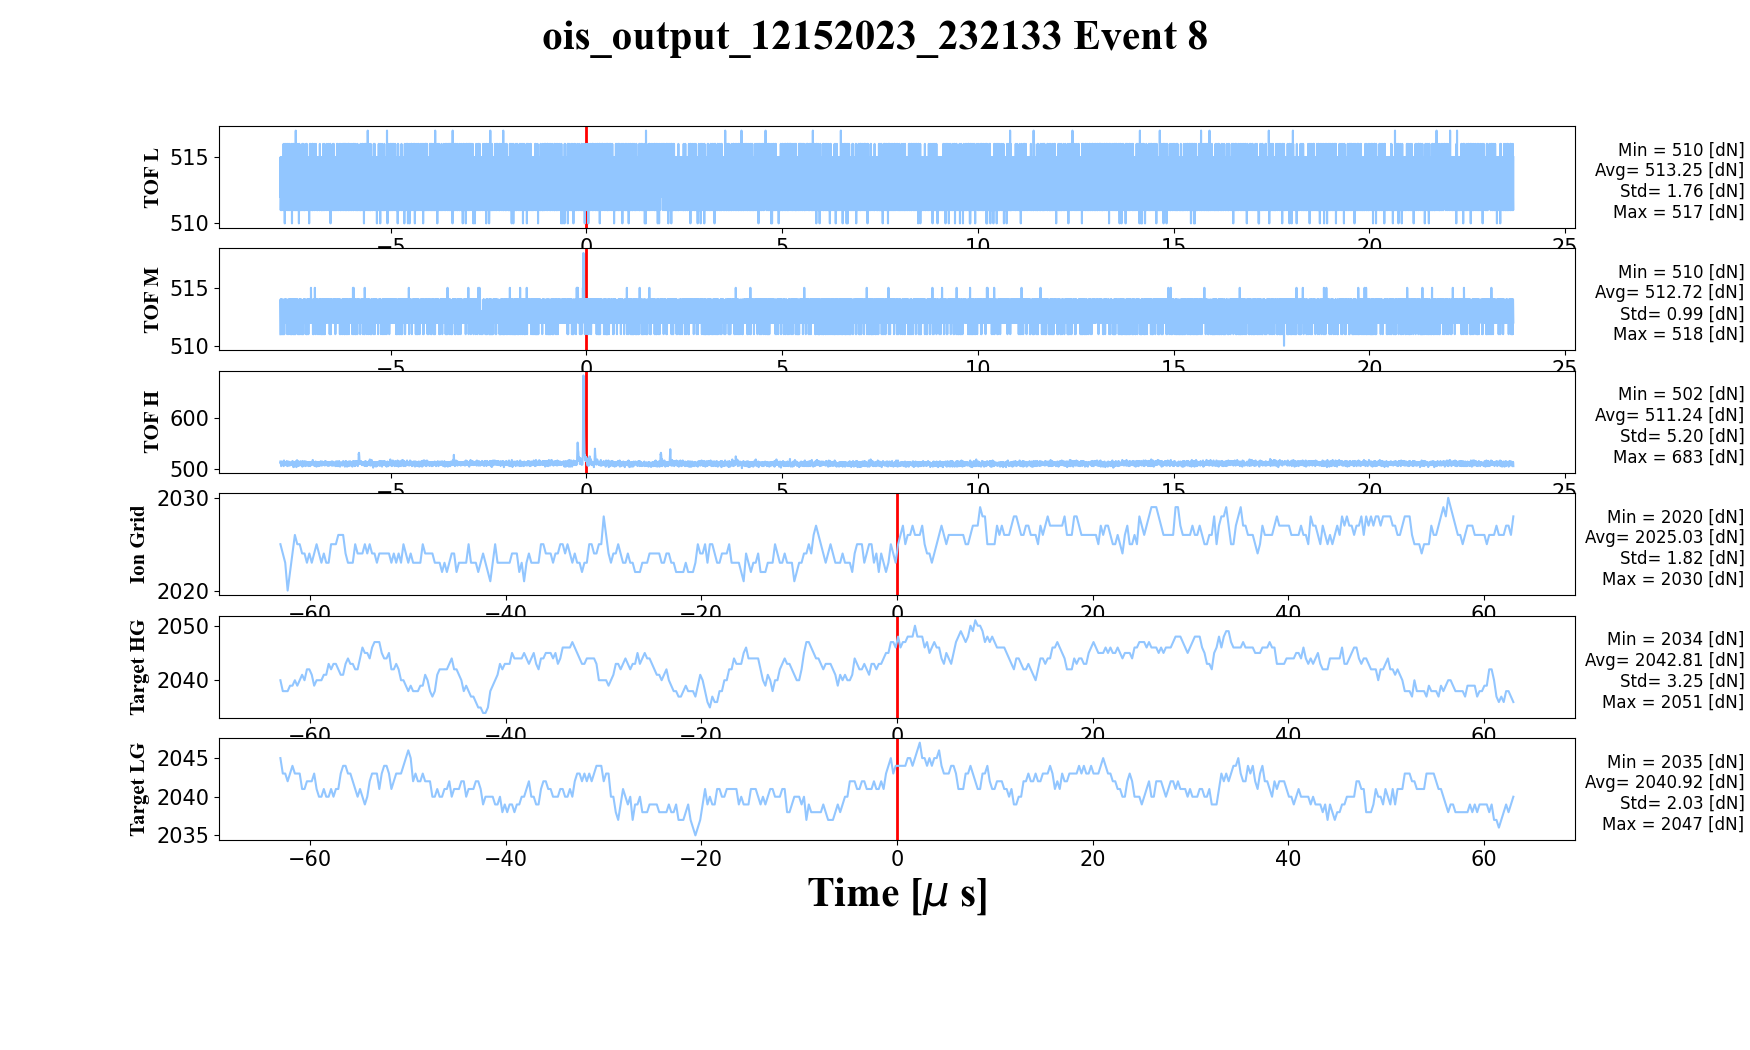 ois_output_12152023_232133 Event 8
TOF L
515
510
−5 0 5 10 15 20 25
Min = 510 [dN]
Avg= 513.25 [dN]
Std= 1.76 [dN]
Max = 517 [dN]
TOF M
515
510
−5 0 5 10 15 20 25
Min = 510 [dN]
Avg= 512.72 [dN]
Std= 0.99 [dN]
Max = 518 [dN]
TOF H
600
500
−5 0 5 10 15 20 25
Min = 502 [dN]
Avg= 511.24 [dN]
Std= 5.20 [dN]
Max = 683 [dN]
Ion Grid
2030
2020
−60 −40 −20 0 20 40 60
Min = 2020 [dN]
Avg= 2025.03 [dN]
Std= 1.82 [dN]
Max = 2030 [dN]
Target HG
2050
2040
−60 −40 −20 0 20 40 60
Min = 2034 [dN]
Avg= 2042.81 [dN]
Std= 3.25 [dN]
Max = 2051 [dN]
Target LG
2045
2040
2035
−60 −40 −20 0 20 40 60
Min = 2035 [dN]
Avg= 2040.92 [dN]
Std= 2.03 [dN]
Max = 2047 [dN]
Time [μ s]